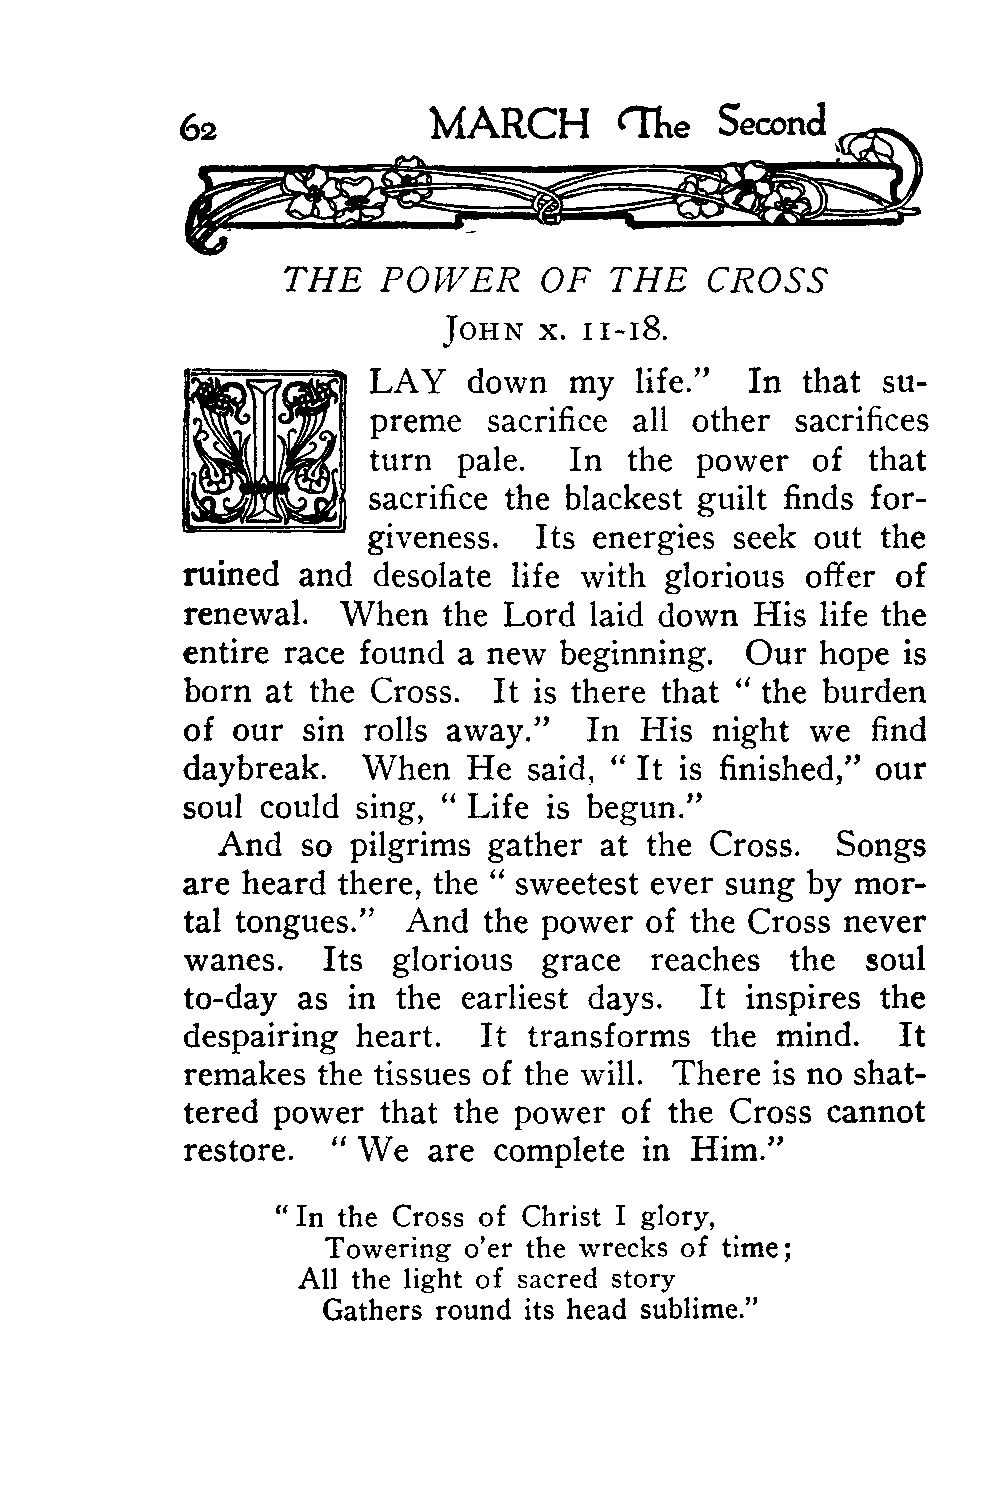 62 MARCH The Second
THE POWER OF THE CROSS
John x. 11-18.
I LAY down my life.” In that su-
preme sacrifice all other sacrifices
turn pale. In the power of that
sacrifice the blackest guilt finds for-
giveness. Its energies seek out the
ruined and desolate life with glorious offer of
renewal. When the Lord laid down His life the
entire race found a new beginning. Our hope is
born at the Cross. It is there that “ the burden
of our sin rolls away.” In His night we find
daybreak. When He said, “ It is finished,” our
soul could sing, “ Life is begun.”
And so pilgrims gather at the Cross. Songs
are heard there, the “ sweetest ever sung by mor-
tal tongues.” And the power of the Cross never
wanes. Its glorious grace reaches the soul
to-day as in the earliest days. It inspires the
despairing heart. It transforms the mind. It
remakes the tissues of the will. There is no shat-
tered power that the power of the Cross cannot
restore. “ We are complete in Him.”
“ In the Cross of Christ I glory,
Towering o’er the wrecks of time;
All the light of sacred story
Gathers round its head sublime.”